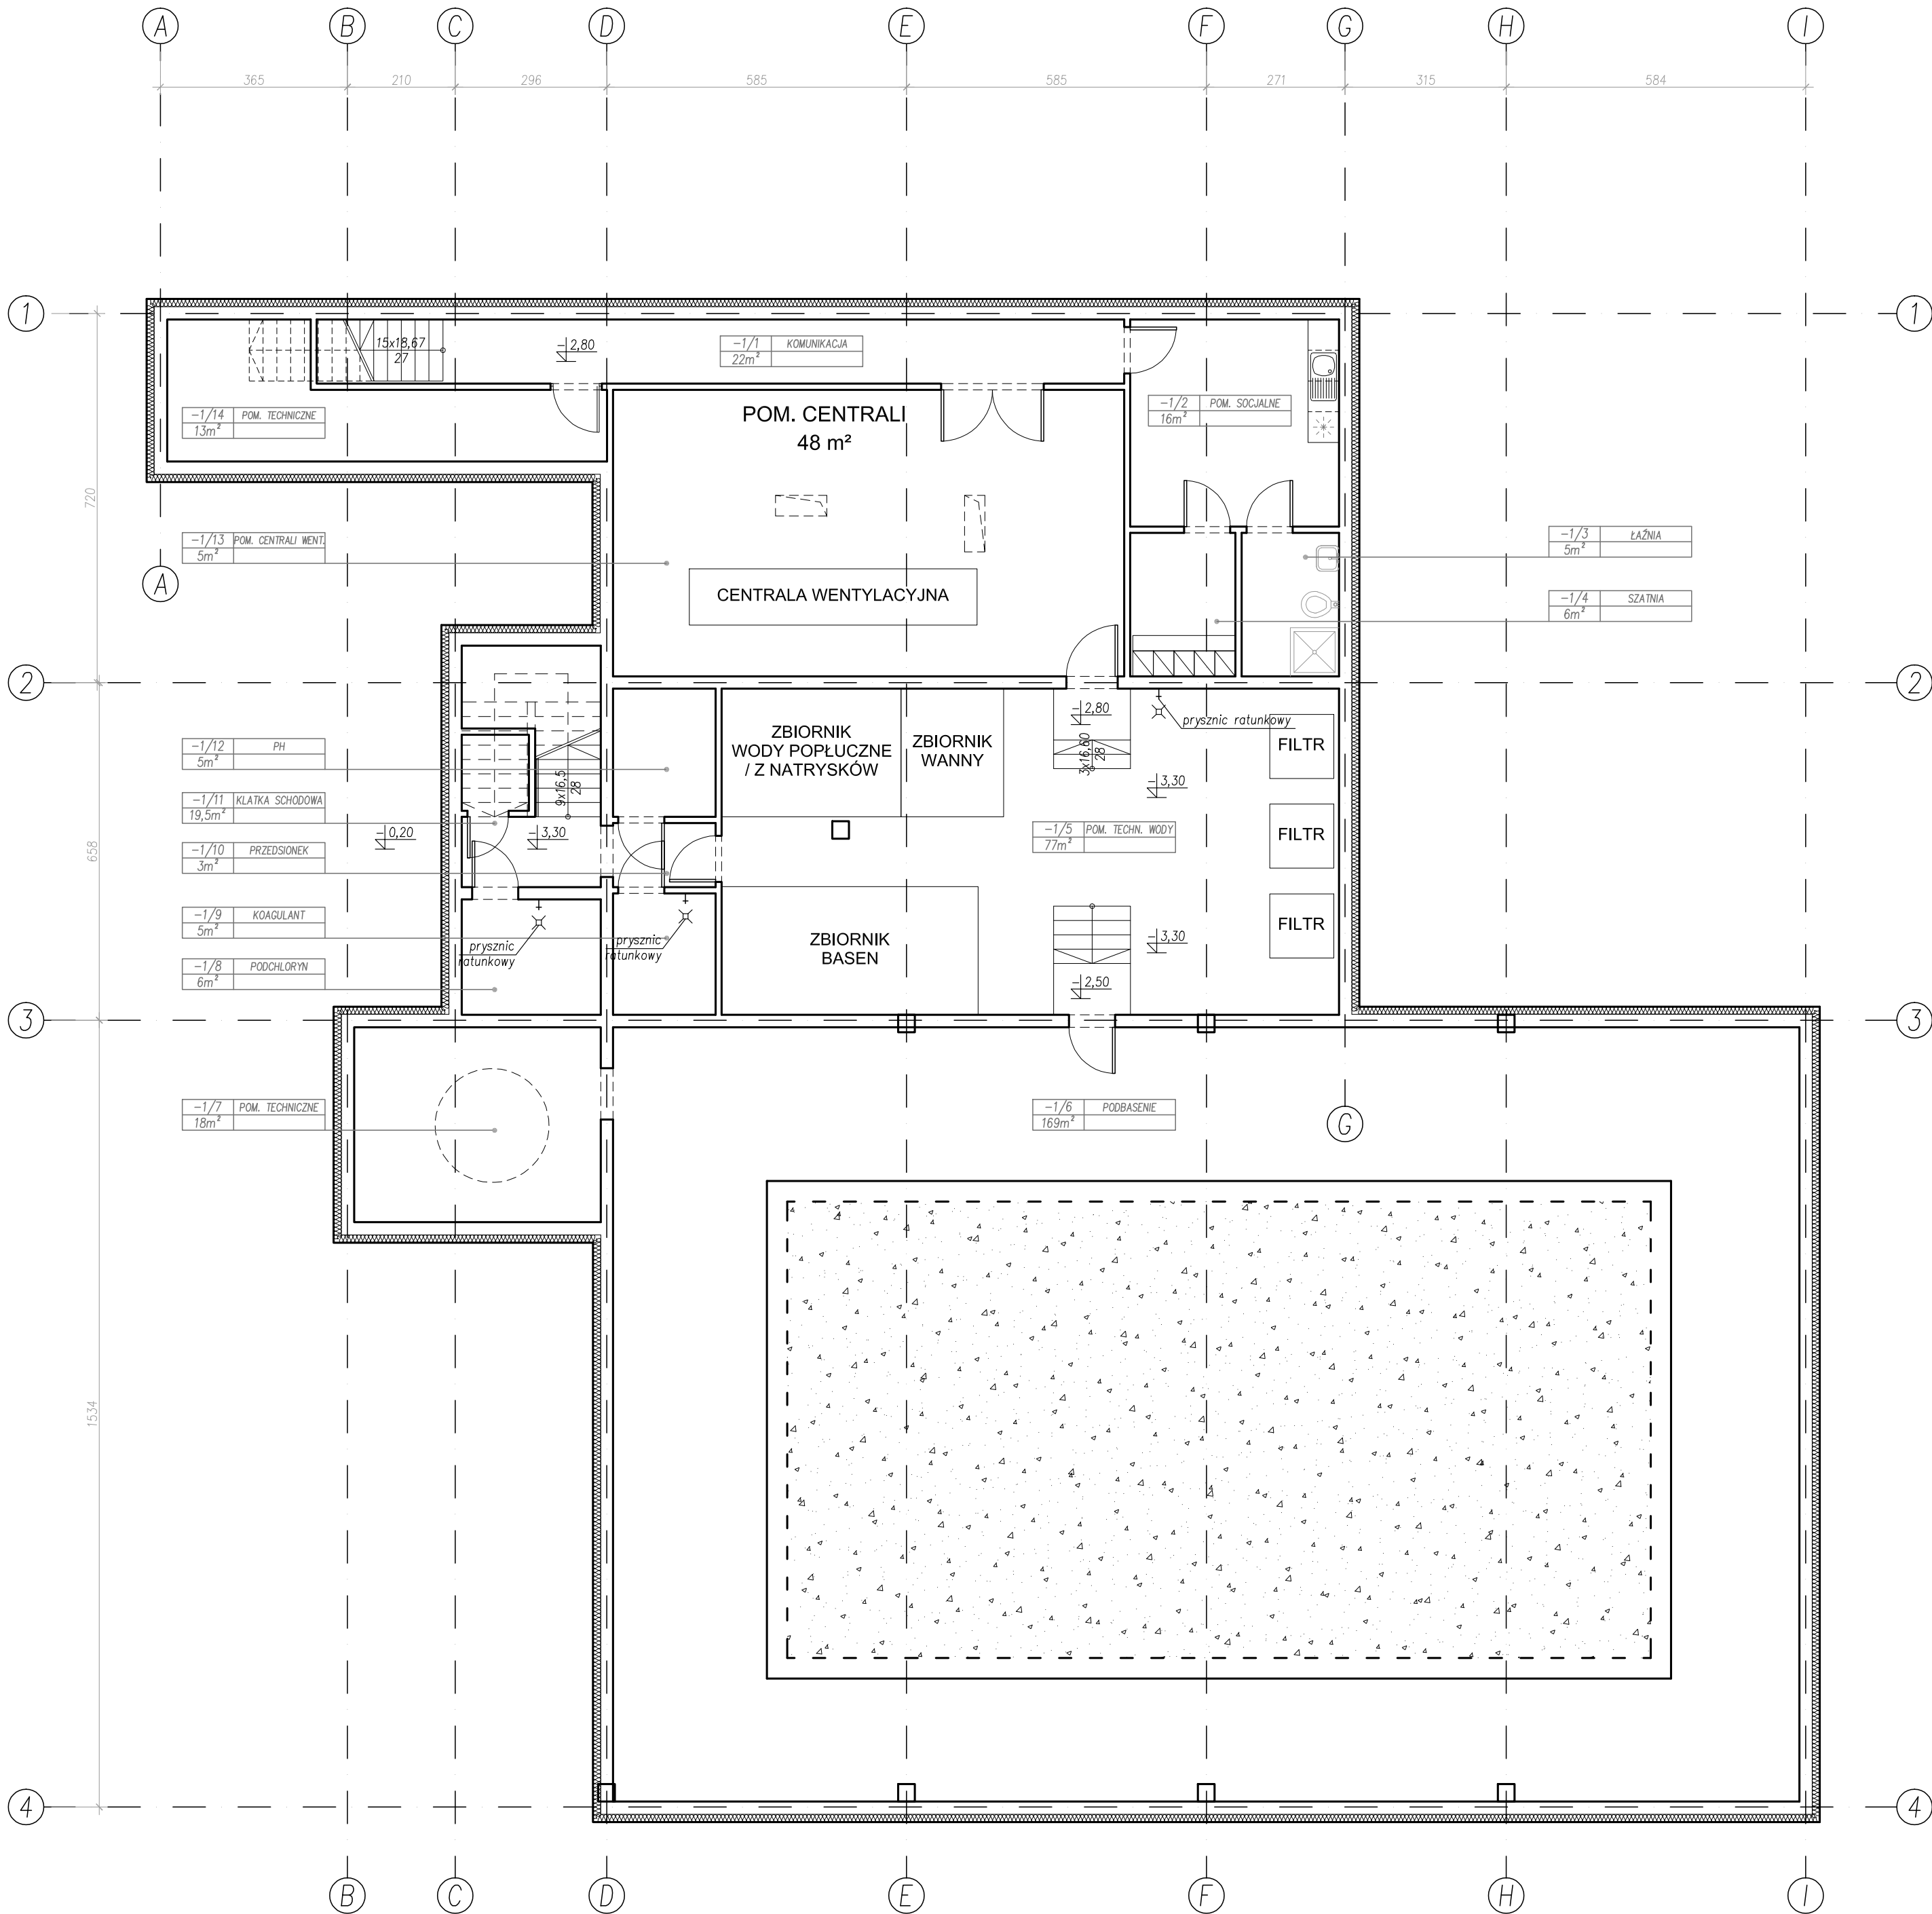 A B C D E F G H I
365 210 296 585 585 271 315 584
1 1
15x18,67
27
-2,80
-1/1 KOMUNIKACJA
22m²
-1/2 POM. SOCJALNE
16m²
-1/14 POM. TECHNICZNE
13m²
POM. CENTRALI
48 m²
720
-1/13 POM. CENTRALI WENT.
5m²
-1/3 ŁAŹNIA
5m²
A
CENTRALA WENTYLACYJNA
-1/4 SZATNIA
6m²
2 2
-2,80
prysznic ratunkowy
ZBIORNIK
WODY POPŁUCZNE
/ Z NATRYSKÓW
ZBIORNIK
WANNY
3x16,60
28
FILTR
-1/12 PH
5m²
9x16,5
28
-3,30
-1/11 KLATKA SCHODOWA
19,5m²
-0,20
-3,30
-1/5 POM. TECHN. WODY
77m²
FILTR
658
-1/10 PRZEDSIONEK
3m²
-1/9 KOAGULANT
5m²
prysznic
ratunkowy
prysznic
ratunkowy
ZBIORNIK
BASEN
-3,30
FILTR
-1/8 PODCHLORYN
6m²
-2,50
3 3
-1/7 POM. TECHNICZNE
18m²
-1/6 PODBASENIE
169m²
G
1534
4 4
B C D E F H I